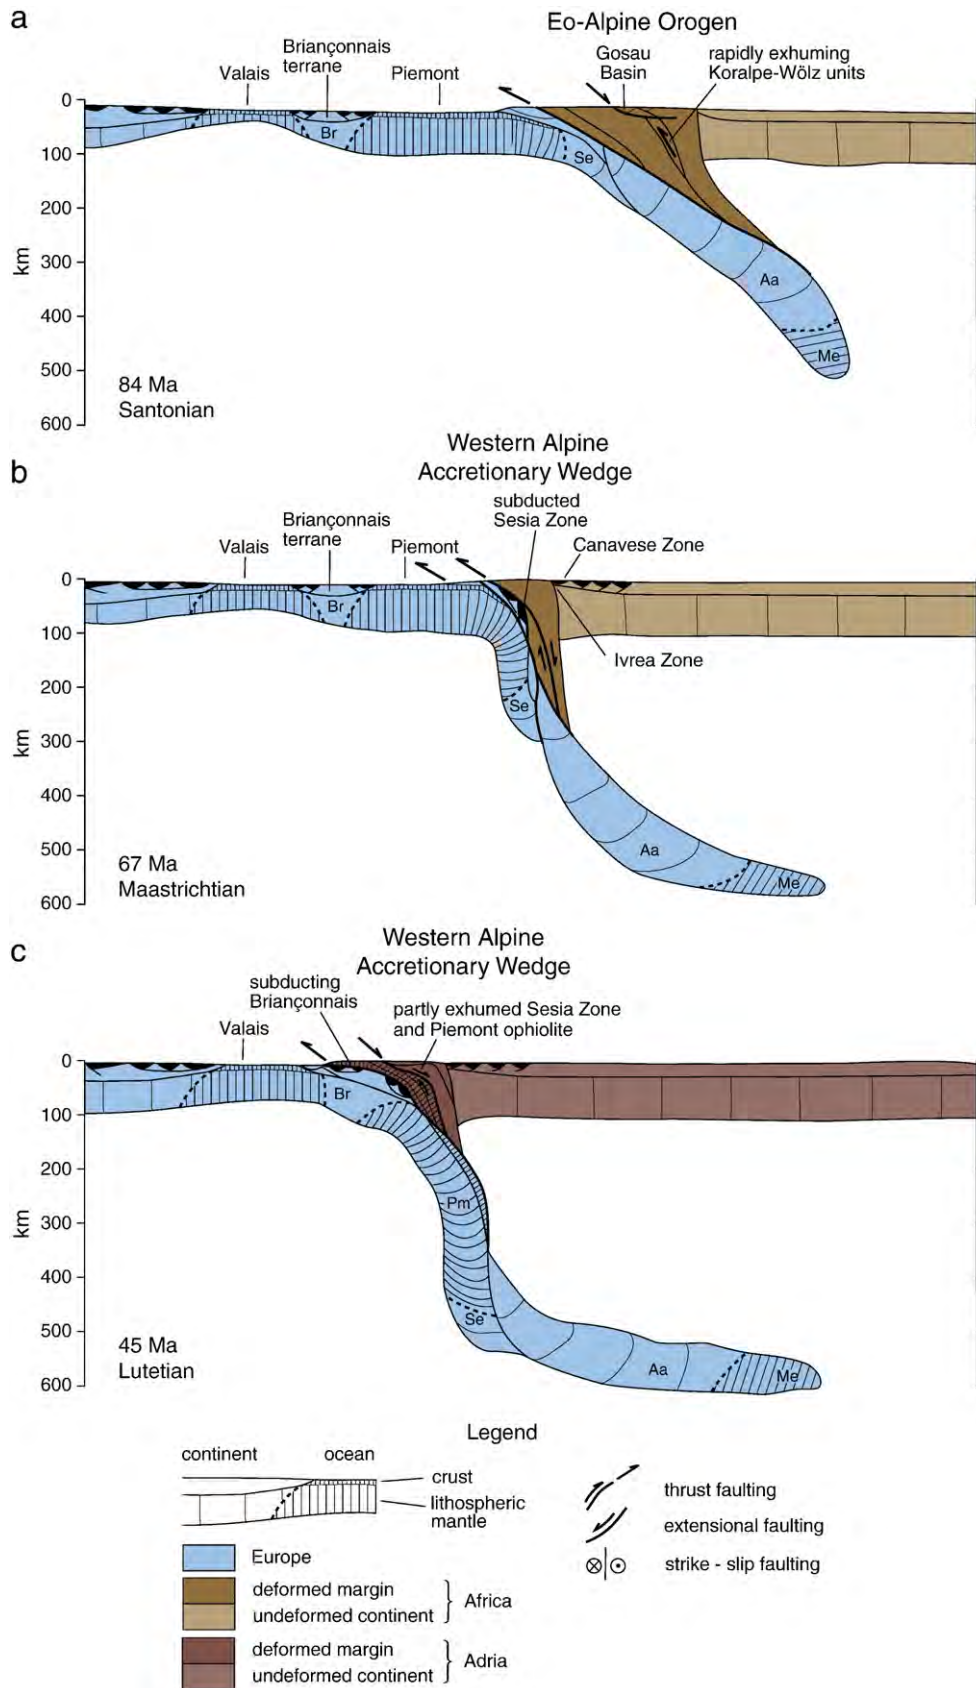 a
Eo-Alpine Orogen
Briançonnais
terrane
Valais
Piemont
Gosau
Basin
rapidly exhuming
Koralpe-Wölz units
0
100
200
300
400
500
600
km
Br
Se
Aa
Me
84 Ma
Santonian
b
Western Alpine
Accretionary Wedge
subducted
Sesia Zone
Briançonnais
terrane
Valais
Piemont
Canavese Zone
Ivrea Zone
0
100
200
300
400
500
600
km
Br
Se
Aa
Me
67 Ma
Maastrichtian
c
Western Alpine
Accretionary Wedge
subducting
Briançonnais
partly exhumed Sesia Zone
and Piemont ophiolite
Valais
0
100
200
300
400
500
600
km
Br
Pm
Se
Aa
Me
45 Ma
Lutetian
Legend
continent
ocean
crust
lithospheric
mantle
thrust faulting
extensional faulting
strike - slip faulting
Europe
deformed margin
undeformed continent
Africa
deformed margin
undeformed continent
Adria